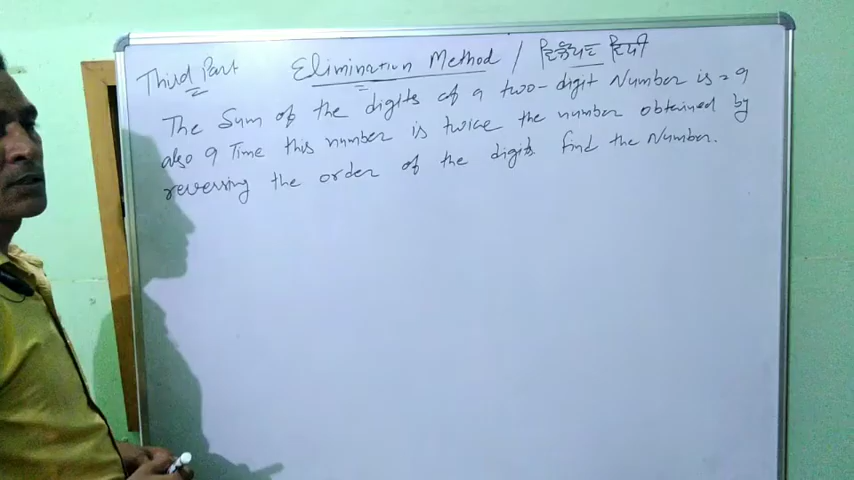 Third Part
Elimination Method / विलोपन विधी
The Sum of the digits of a two-digit Number is = 9
also 9 Time this number is twice the number obtained by
reversing the order of the digits. find the Number.